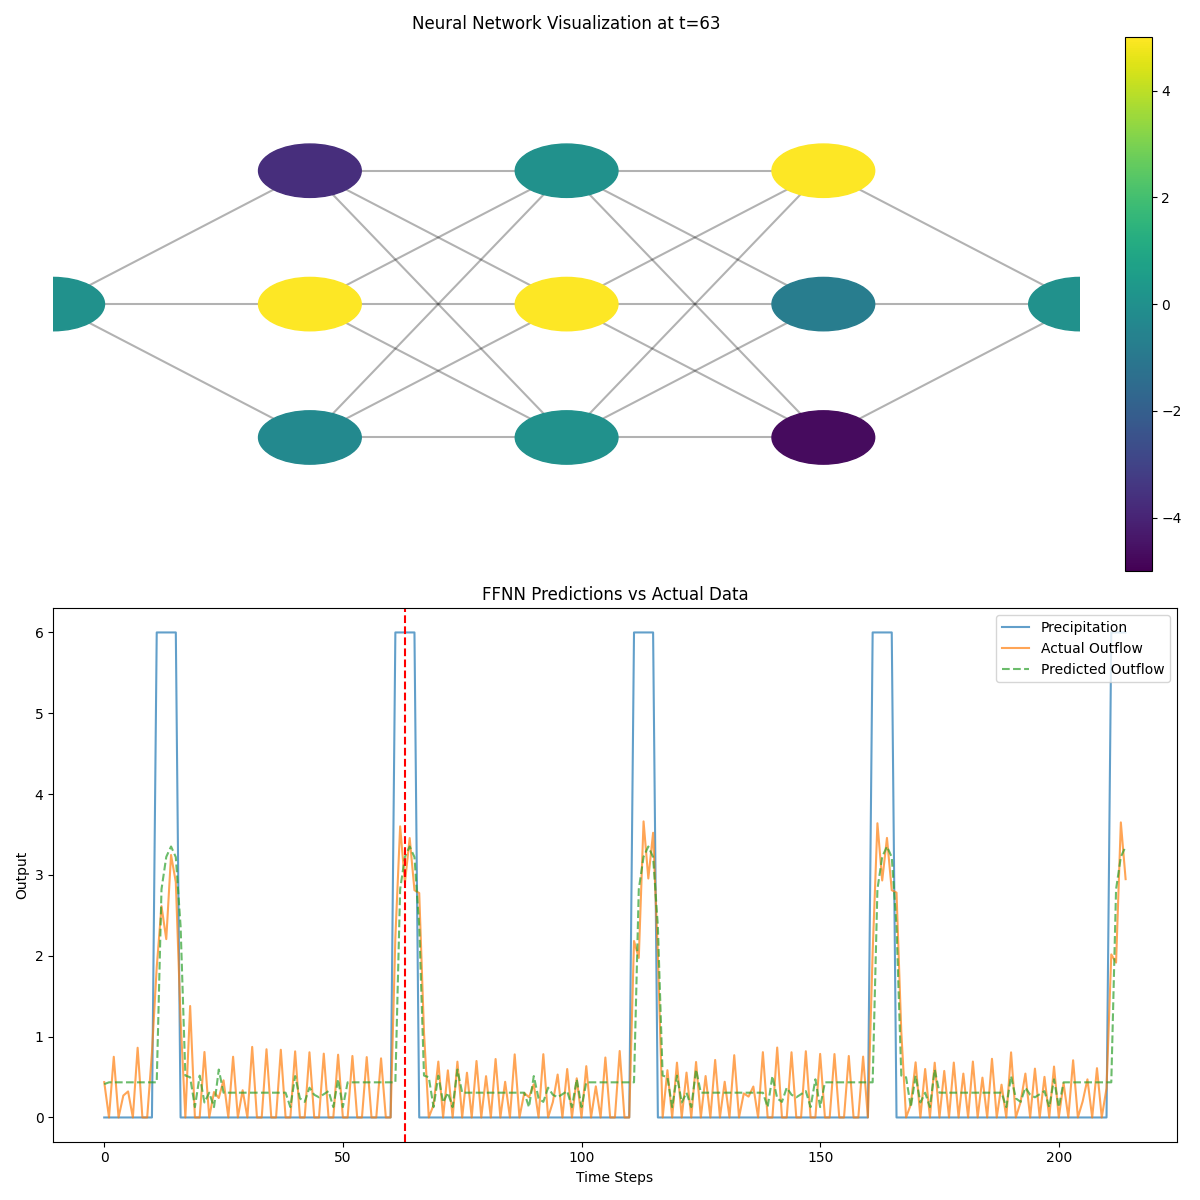 Neural Network Visualization at t=63
4
2
0
−2
−4
FFNN Predictions vs Actual Data
Precipitation
Actual Outflow
Predicted Outflow
6
5
4
3
2
1
0
Output
0 50 100 150 200
Time Steps